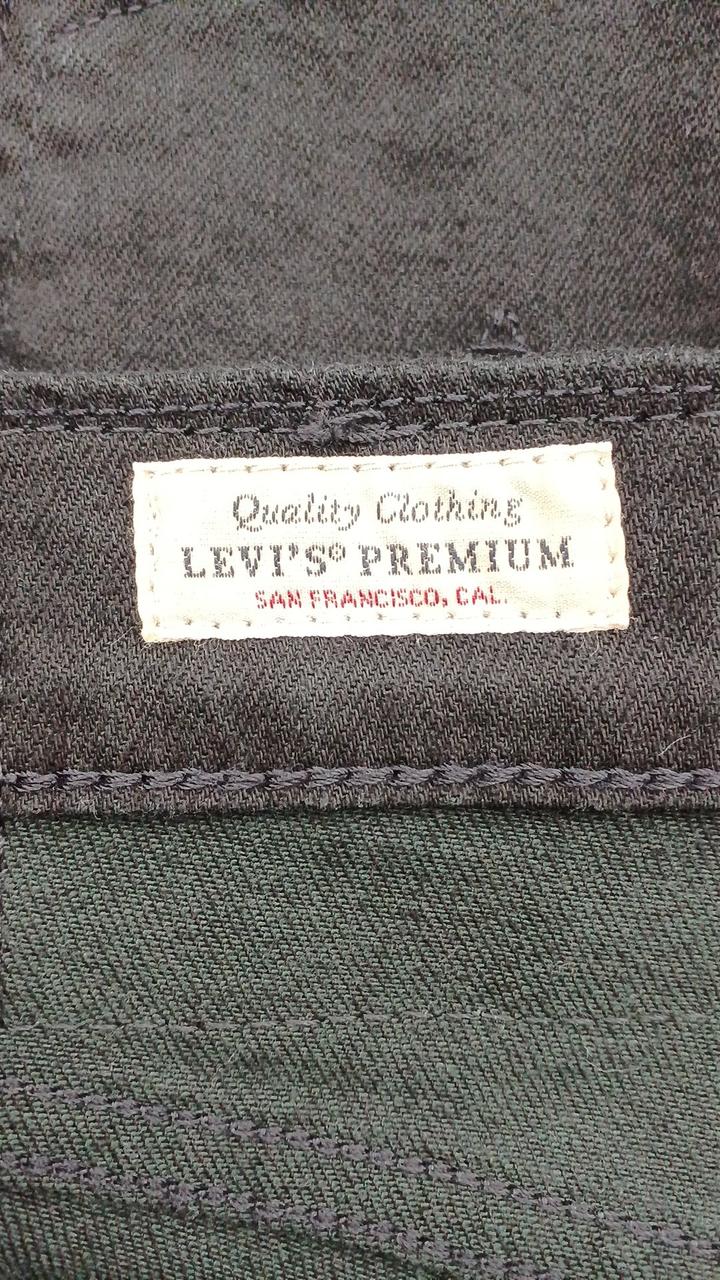 Quality Clothing
LEVI'S® PREMIUM
SAN FRANCISCO, CAL.